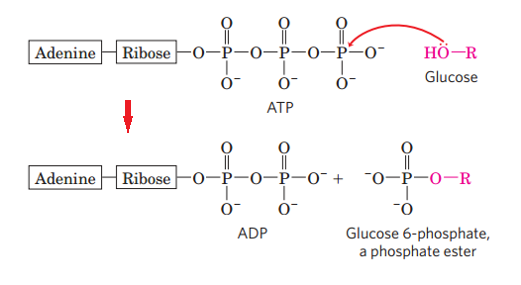 O O O
Adenine Ribose —O—P—O—P—O—P—O⁻ HÖ—R
O⁻ O⁻ O⁻ Glucose
ATP
O O O
Adenine Ribose —O—P—O—P—O⁻ + ⁻O—P—O—R
O⁻ O⁻ ⁻O
ADP Glucose 6-phosphate,
a phosphate ester